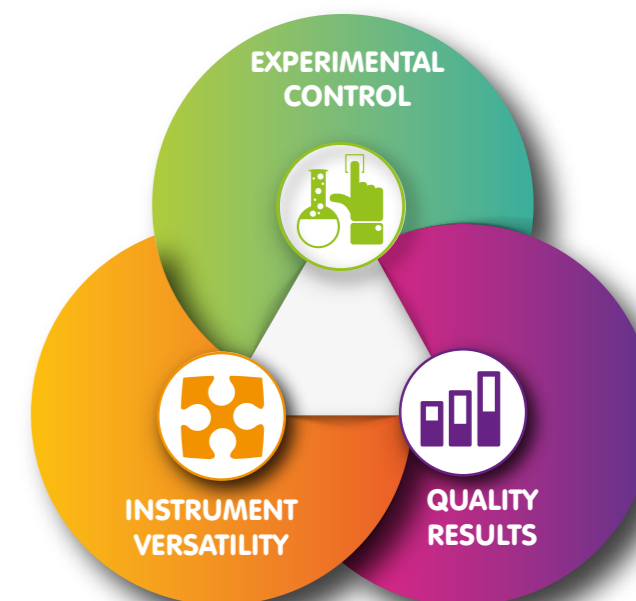 EXPERIMENTAL
CONTROL
INSTRUMENT
VERSATILITY
QUALITY
RESULTS